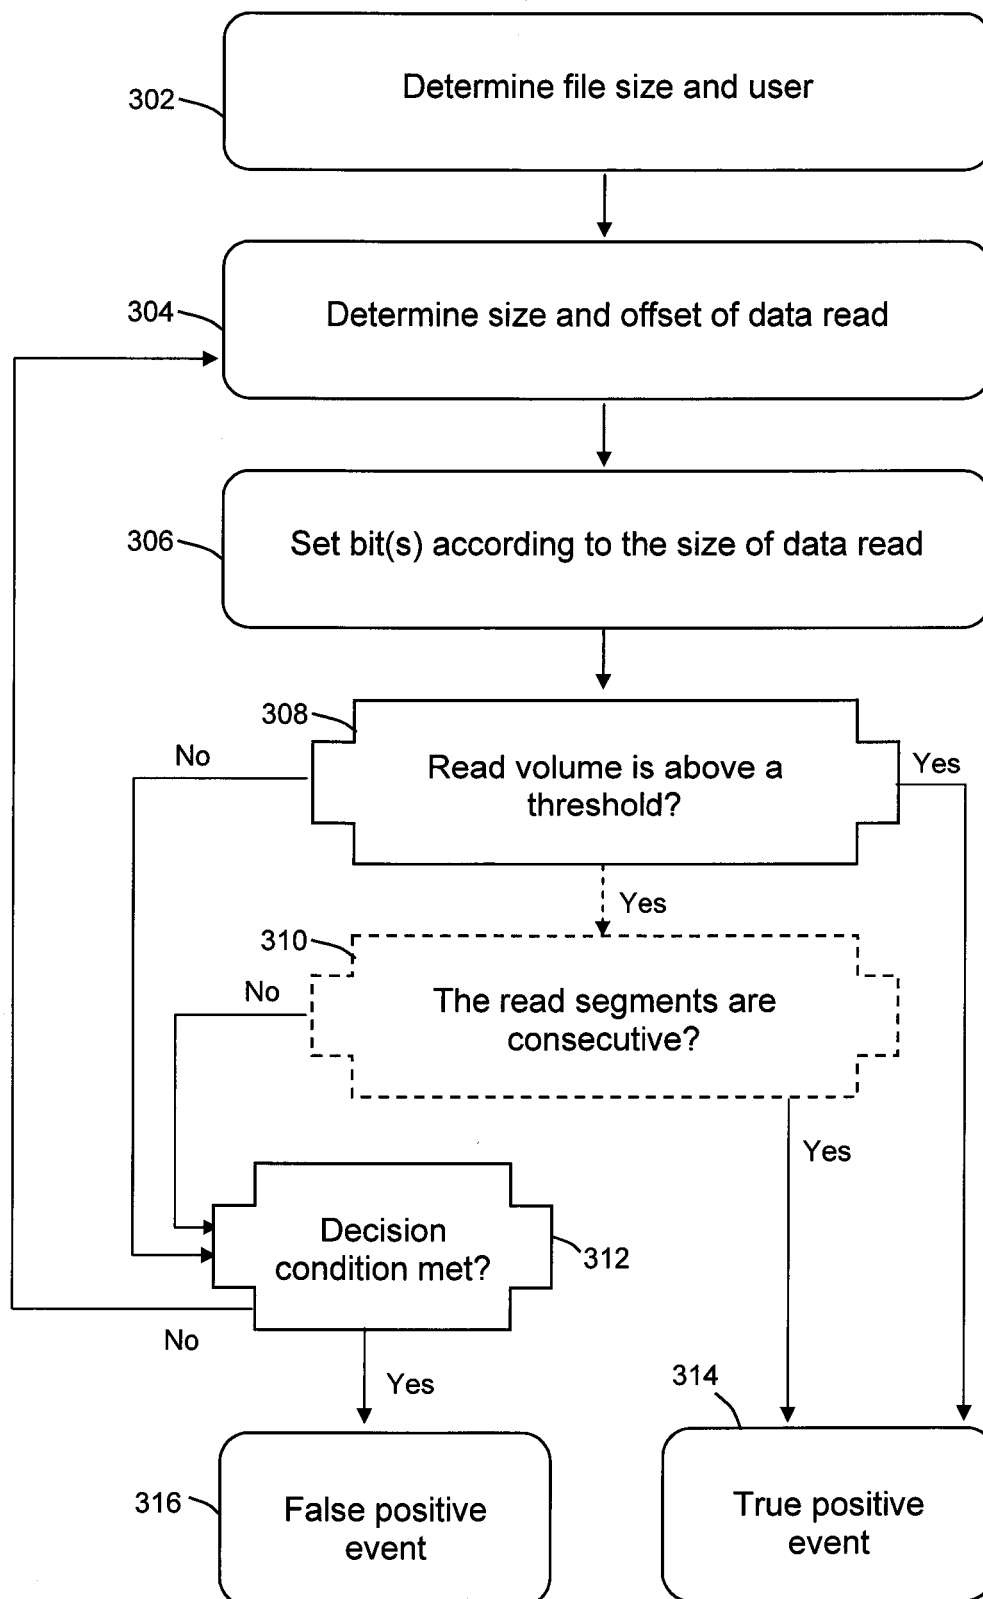 Determine file size and user
302
Determine size and offset of data read
304
Set bit(s) according to the size of data read
306
308
No
Read volume is above a
threshold?
Yes
Yes
310
No
The read segments are
consecutive?
Yes
Decision
condition met?
312
No
Yes
314
316
False positive
event
True positive
event